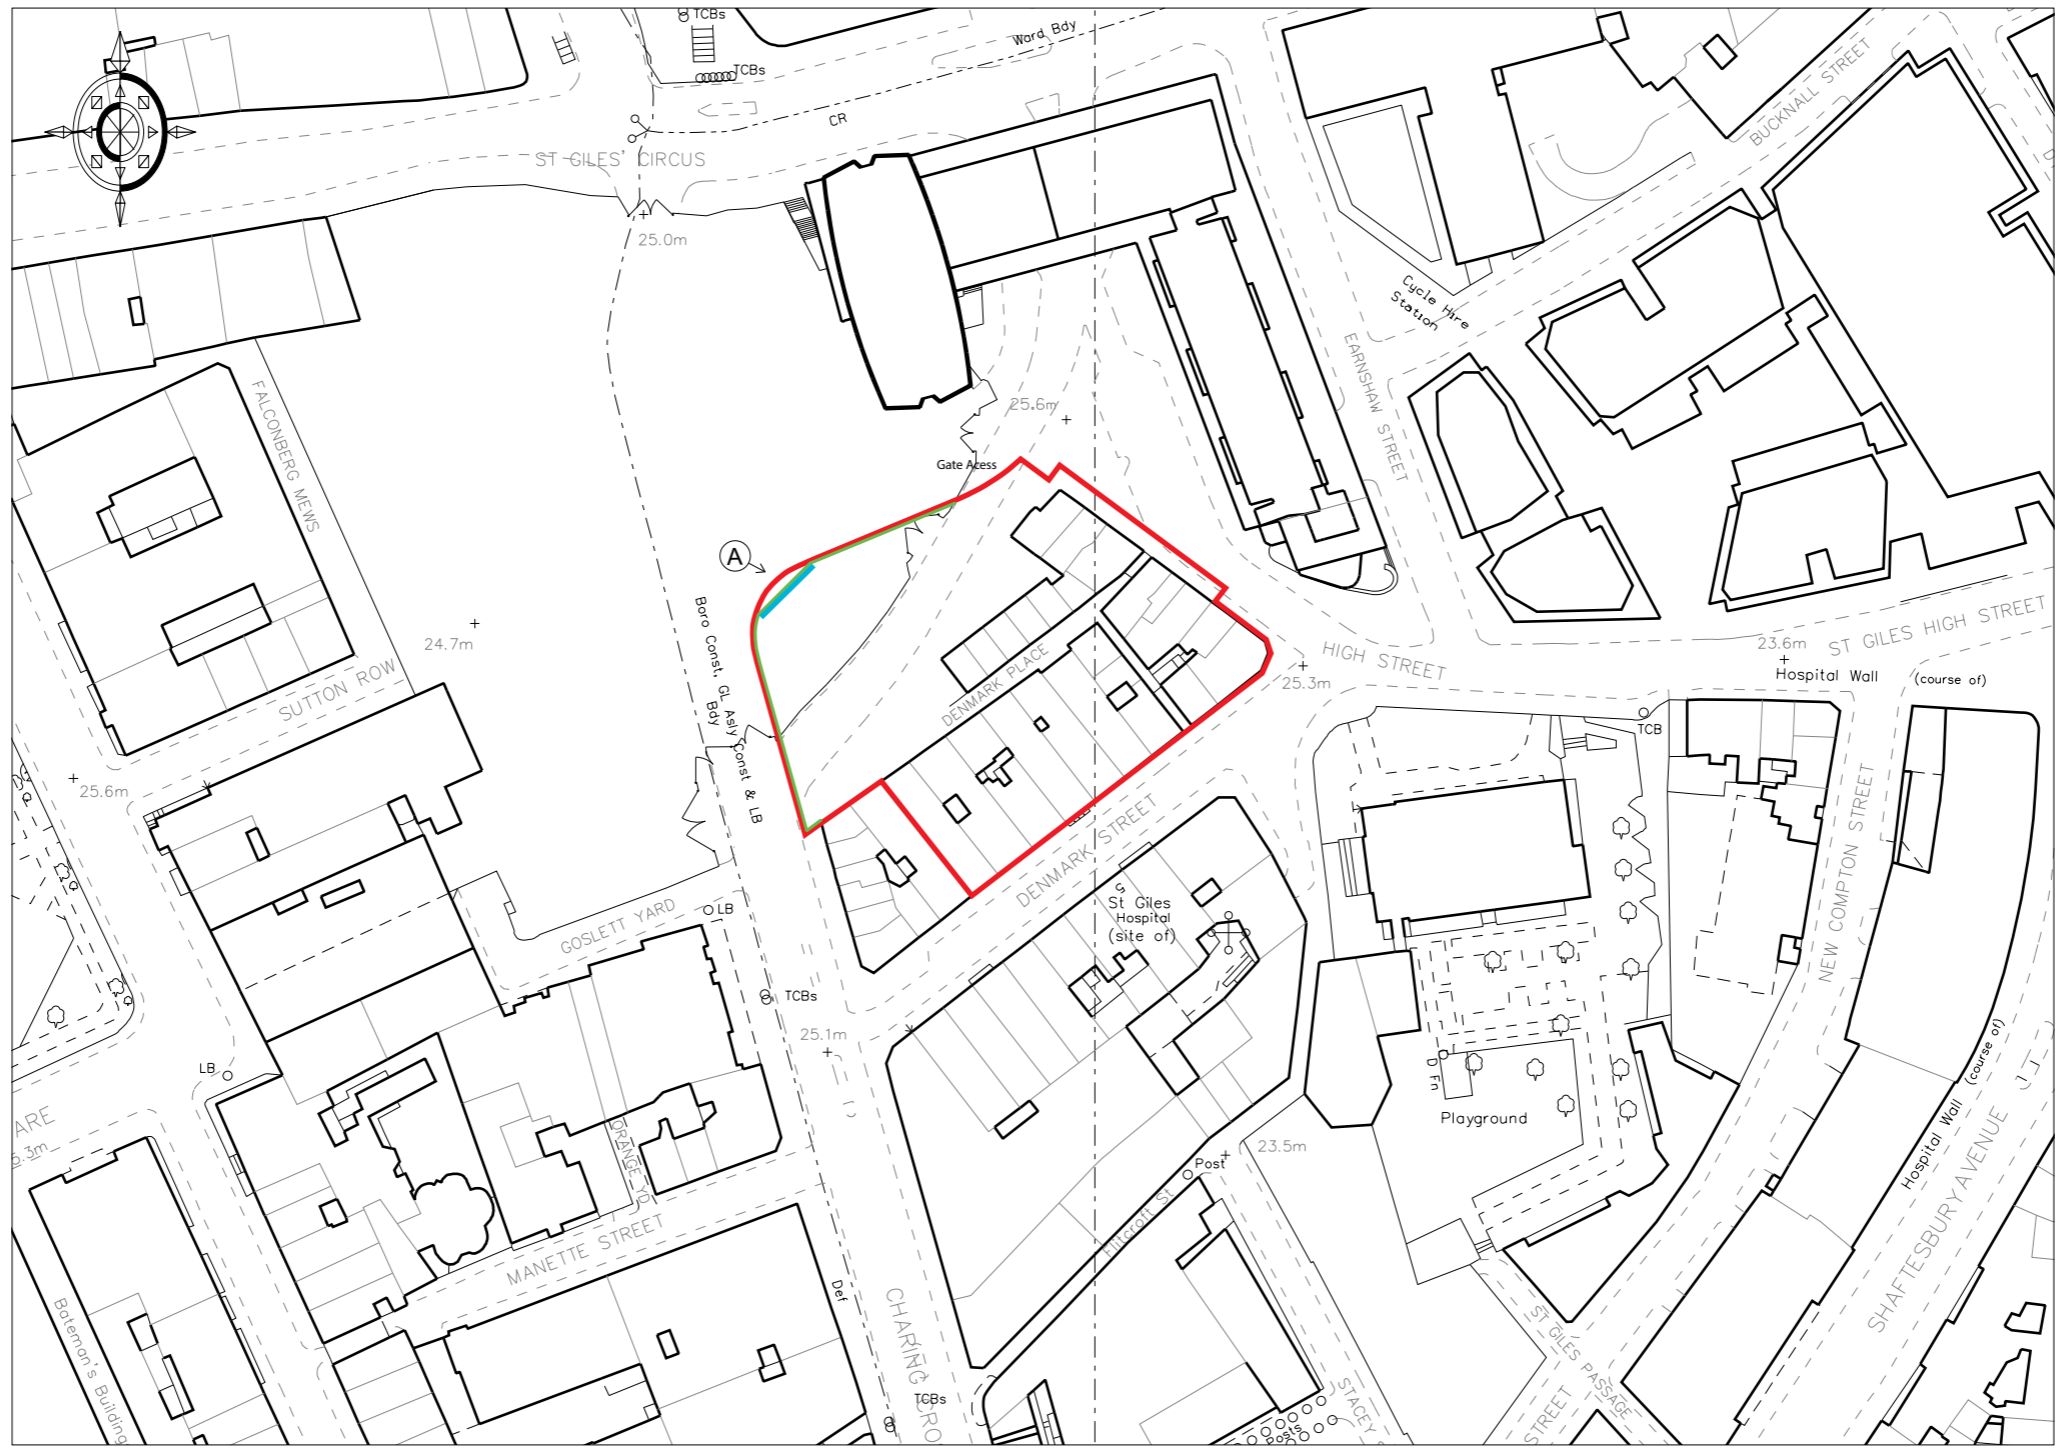 TCBs
Ward Bdy
TCBs
CR
ST GILES' CIRCUS
BUCKNALL STREET
25.0m
Cycle Hire
Station
FALCONBERG MEWS
EARNSHAW STREET
25.6m
Gate Acess
A
Boro Const, GL Asly Const & LB
Bdy
24.7m
SUTTON ROW
DENMARK PLACE
HIGH STREET
25.3m
23.6m
ST GILES HIGH STREET
Hospital Wall
(course of)
TCB
25.6m
DENMARK STREET
NEW COMPTON STREET
GOSLETT YARD
LB
St Giles
Hospital
(site of)
TCBs
25.1m
LB
D Fn
Playground
ARE
5.3m
ORANGE YD
MANETTE STREET
Post
23.5m
Flitcroft St
Hospital Wall
(course of)
SHAFTESBURY AVENUE
Def
CHARING CRO
TCBs
Bateman's Building
STACEY S
Posts
ST GILES PASSAGE
STREET